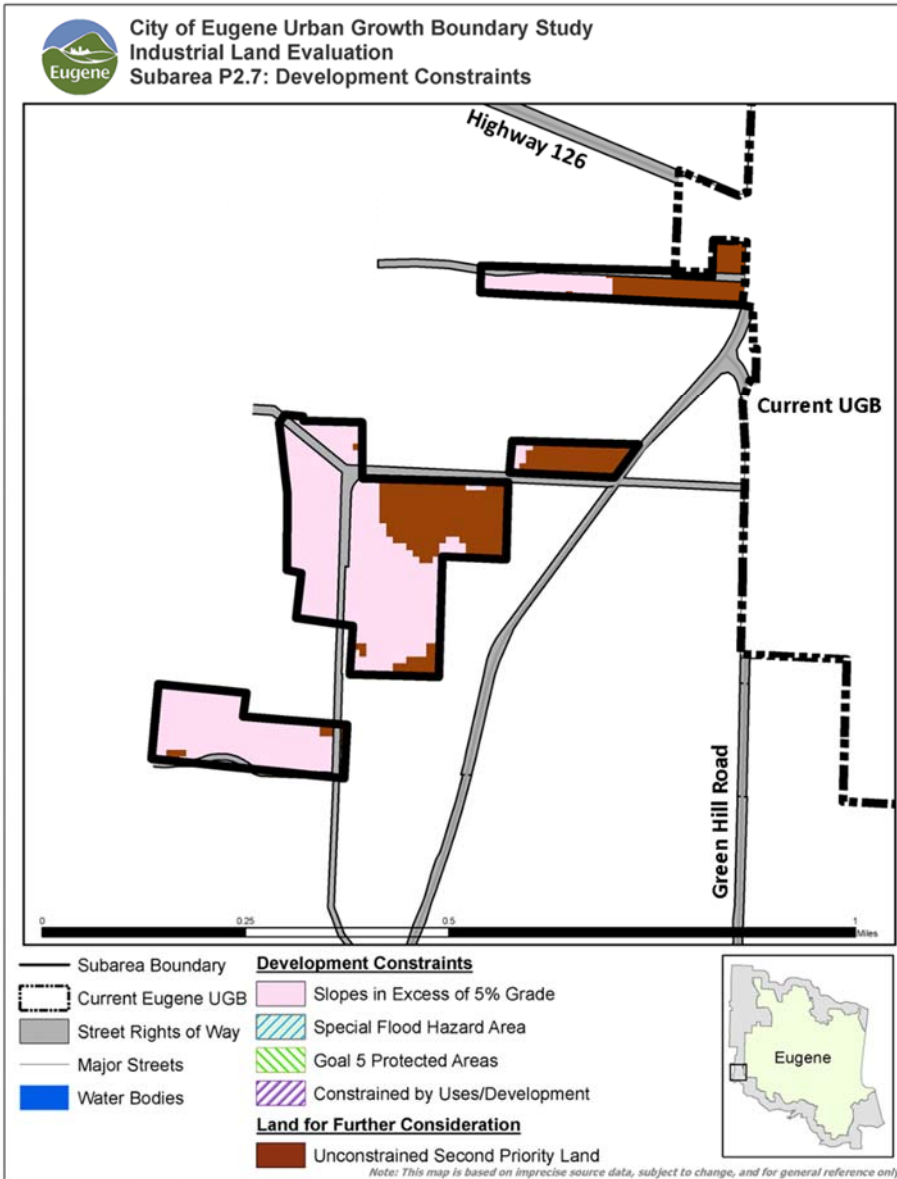 City of Eugene Urban Growth Boundary Study
Industrial Land Evaluation
Subarea P2.7: Development Constraints
Eugene
Highway 126
Current UGB
Green Hill Road
0
0.25
0.5
1
Miles
Subarea Boundary
Current Eugene UGB
Street Rights of Way
Major Streets
Water Bodies
Development Constraints
Slopes in Excess of 5% Grade
Special Flood Hazard Area
Goal 5 Protected Areas
Constrained by Uses/Development
Land for Further Consideration
Unconstrained Second Priority Land
Eugene
Note: This map is based on imprecise source data, subject to change, and for general reference only